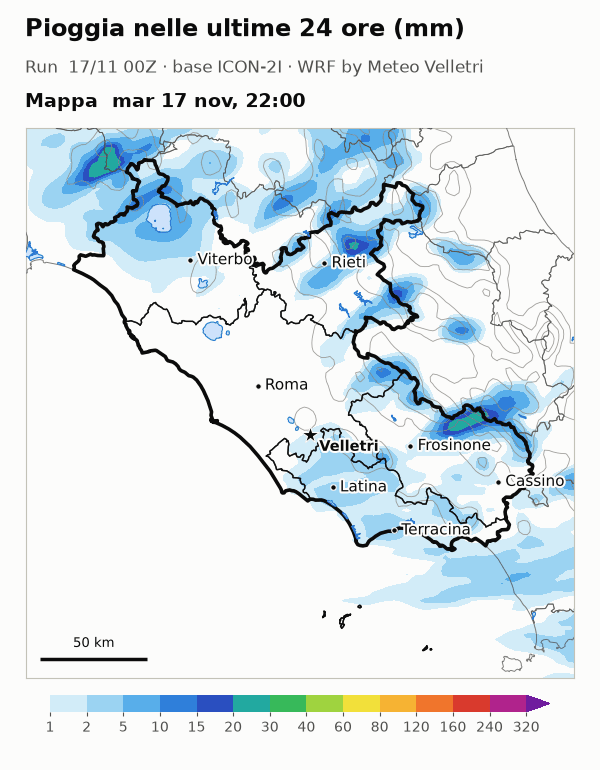 Pioggia nelle ultime 24 ore (mm)
Run 17/11 00Z · base ICON-2I · WRF by Meteo Velletri
Mappa mar 17 nov, 22:00
Viterbo
Rieti
Roma
Velletri
Frosinone
Latina
Cassino
Terracina
50 km
1 2 5 10 15 20 30 40 60 80 120 160 240 320